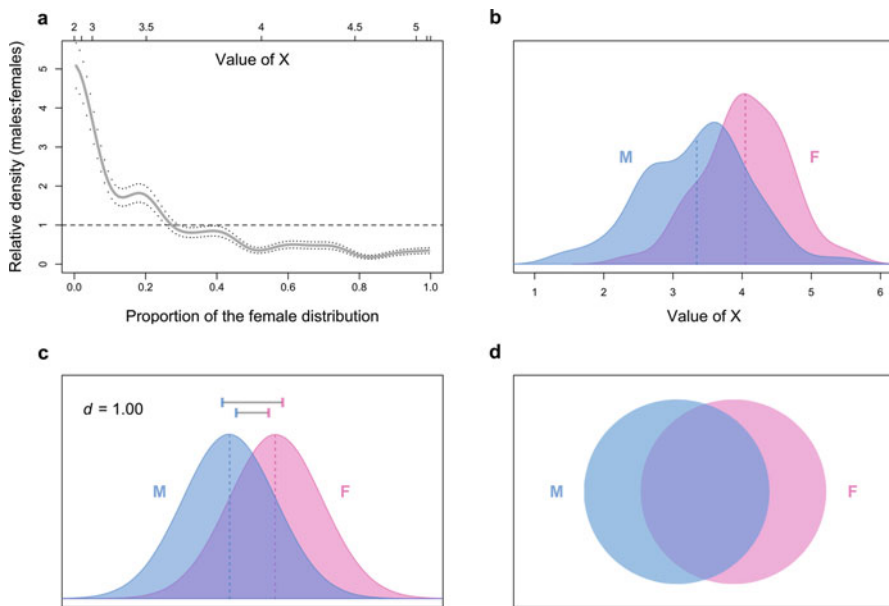 a
2 3 3.5 4 4.5 5
Value of X
Relative density (males:females)
5
4
3
2
1
0
0.0 0.2 0.4 0.6 0.8 1.0
Proportion of the female distribution
b
M F
1 2 3 4 5 6
Value of X
c
d = 1.00
M F
d
M F